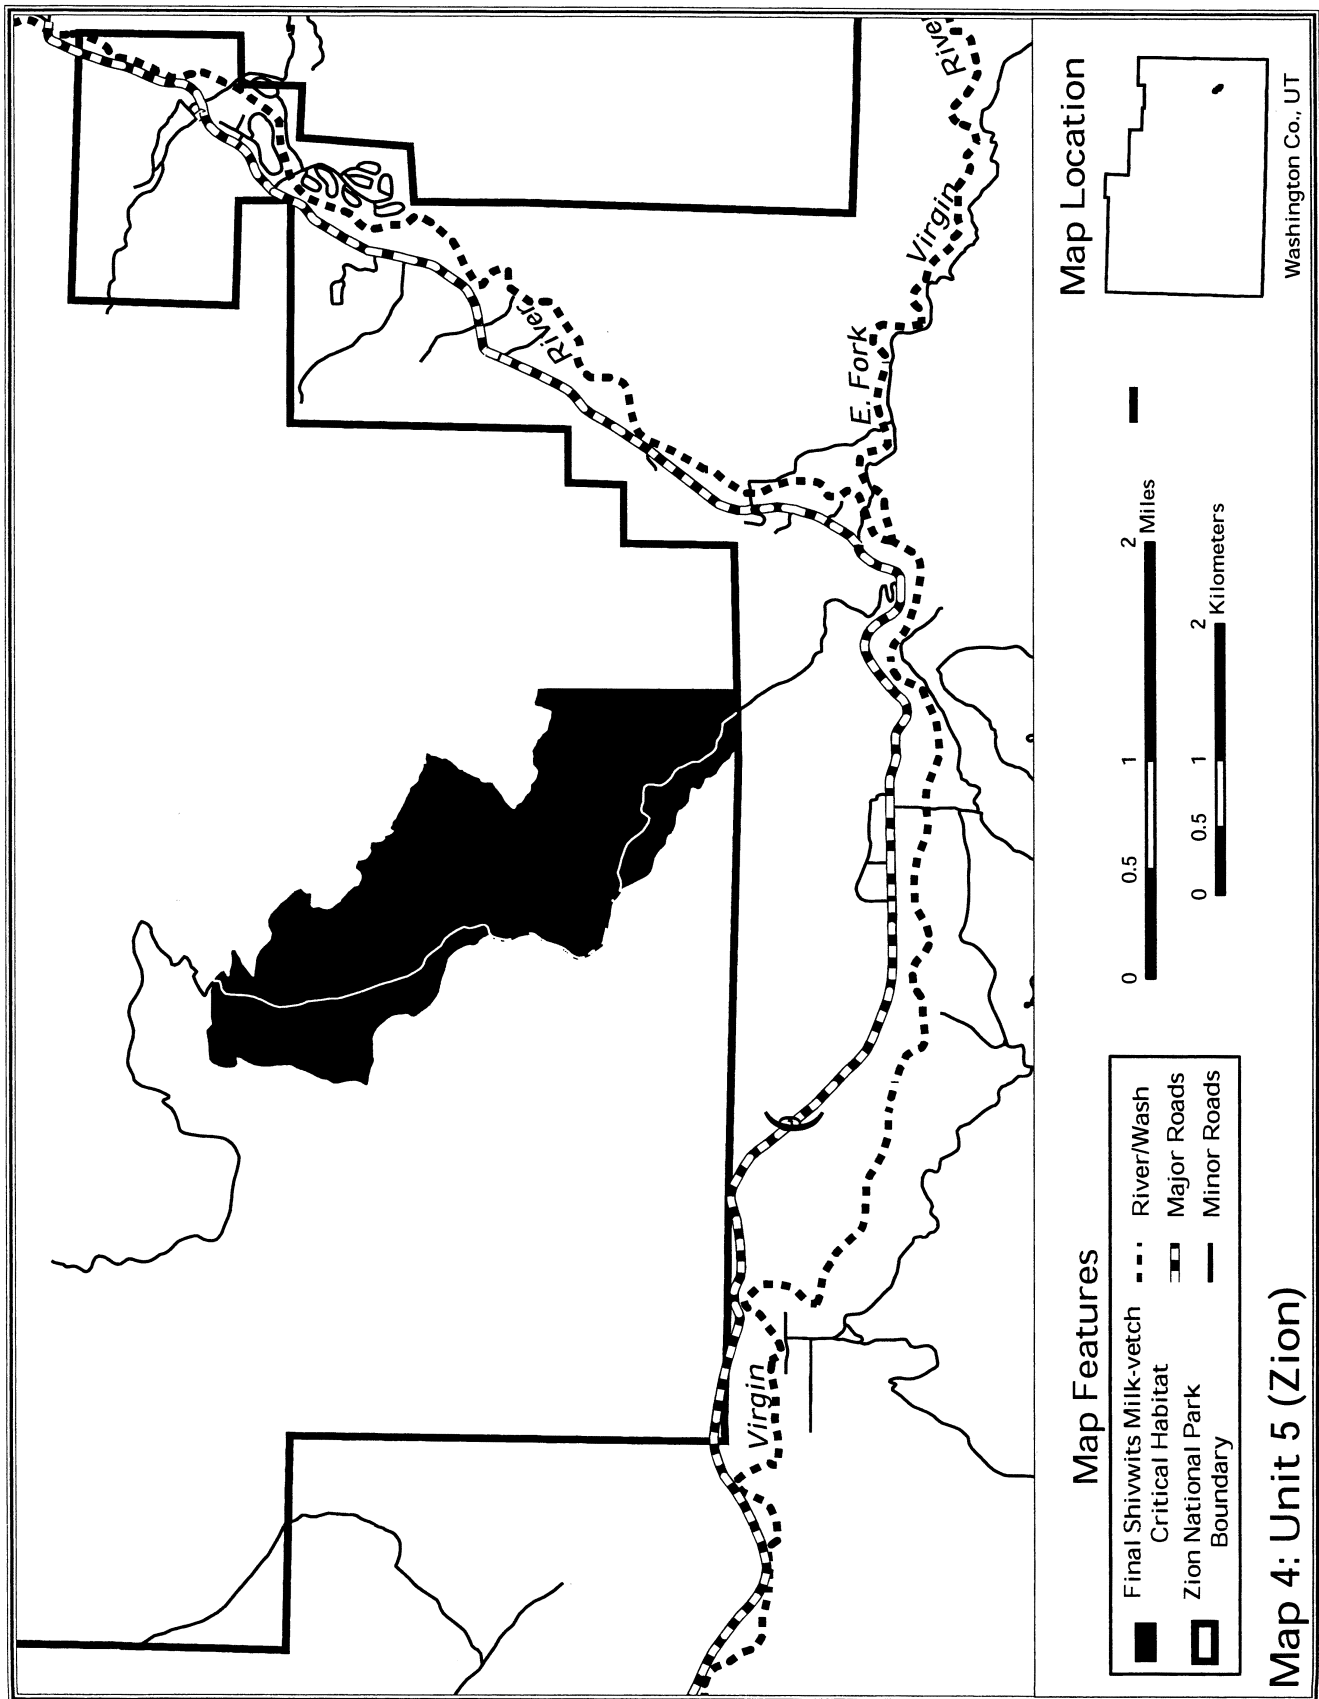 River
Virgin
River
E. Fork
Virgin
Map Features
Final Shivwits Milk-vetch
Critical Habitat
Zion National Park
Boundary
River/Wash
Major Roads
Minor Roads
0 0.5 1 2 Miles
0 0.5 1 2 Kilometers
Map Location
Washington Co., UT
Map 4: Unit 5 (Zion)